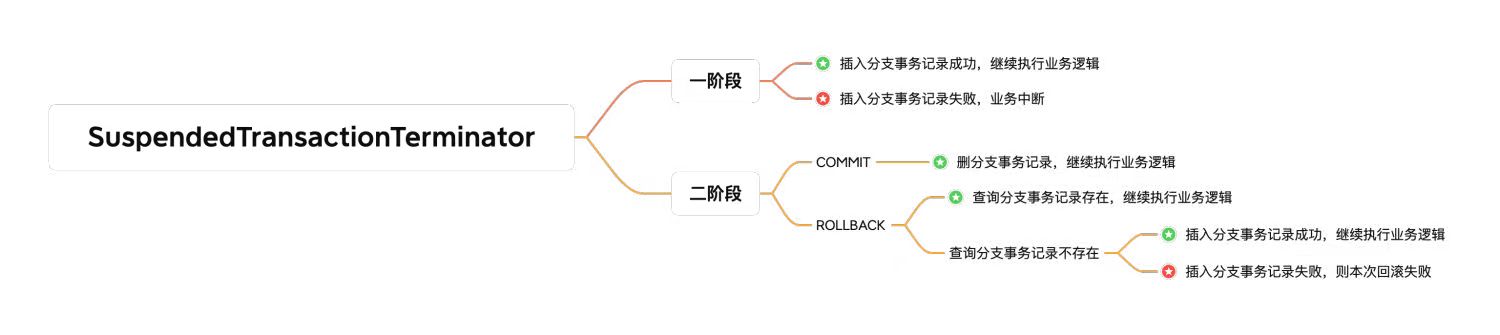 SuspendedTransactionTerminator
一阶段
插入分支事务记录成功，继续执行业务逻辑
插入分支事务记录失败，业务中断
二阶段
COMMIT
删分支事务记录，继续执行业务逻辑
ROLLBACK
查询分支事务记录存在，继续执行业务逻辑
查询分支事务记录不存在
插入分支事务记录成功，继续执行业务逻辑
插入分支事务记录失败，则本次回滚失败